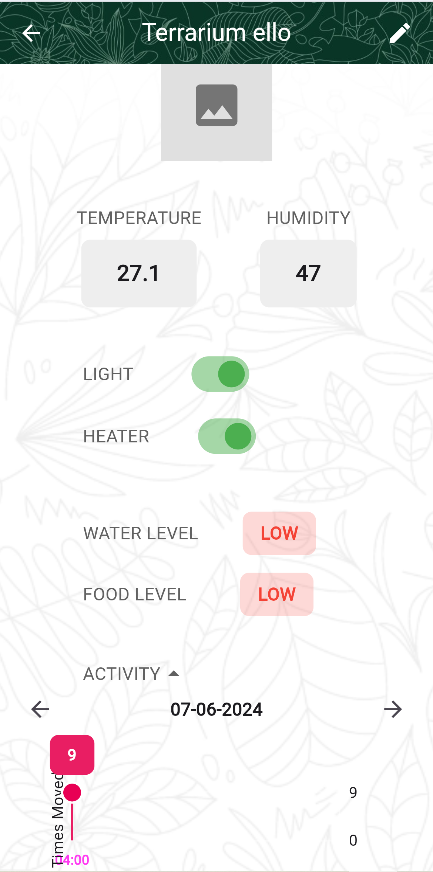 Terrarium ello
TEMPERATURE HUMIDITY
27.1 47
LIGHT
HEATER
WATER LEVEL LOW
FOOD LEVEL LOW
ACTIVITY
07-06-2024
9
Times Moved
9
0
04:00